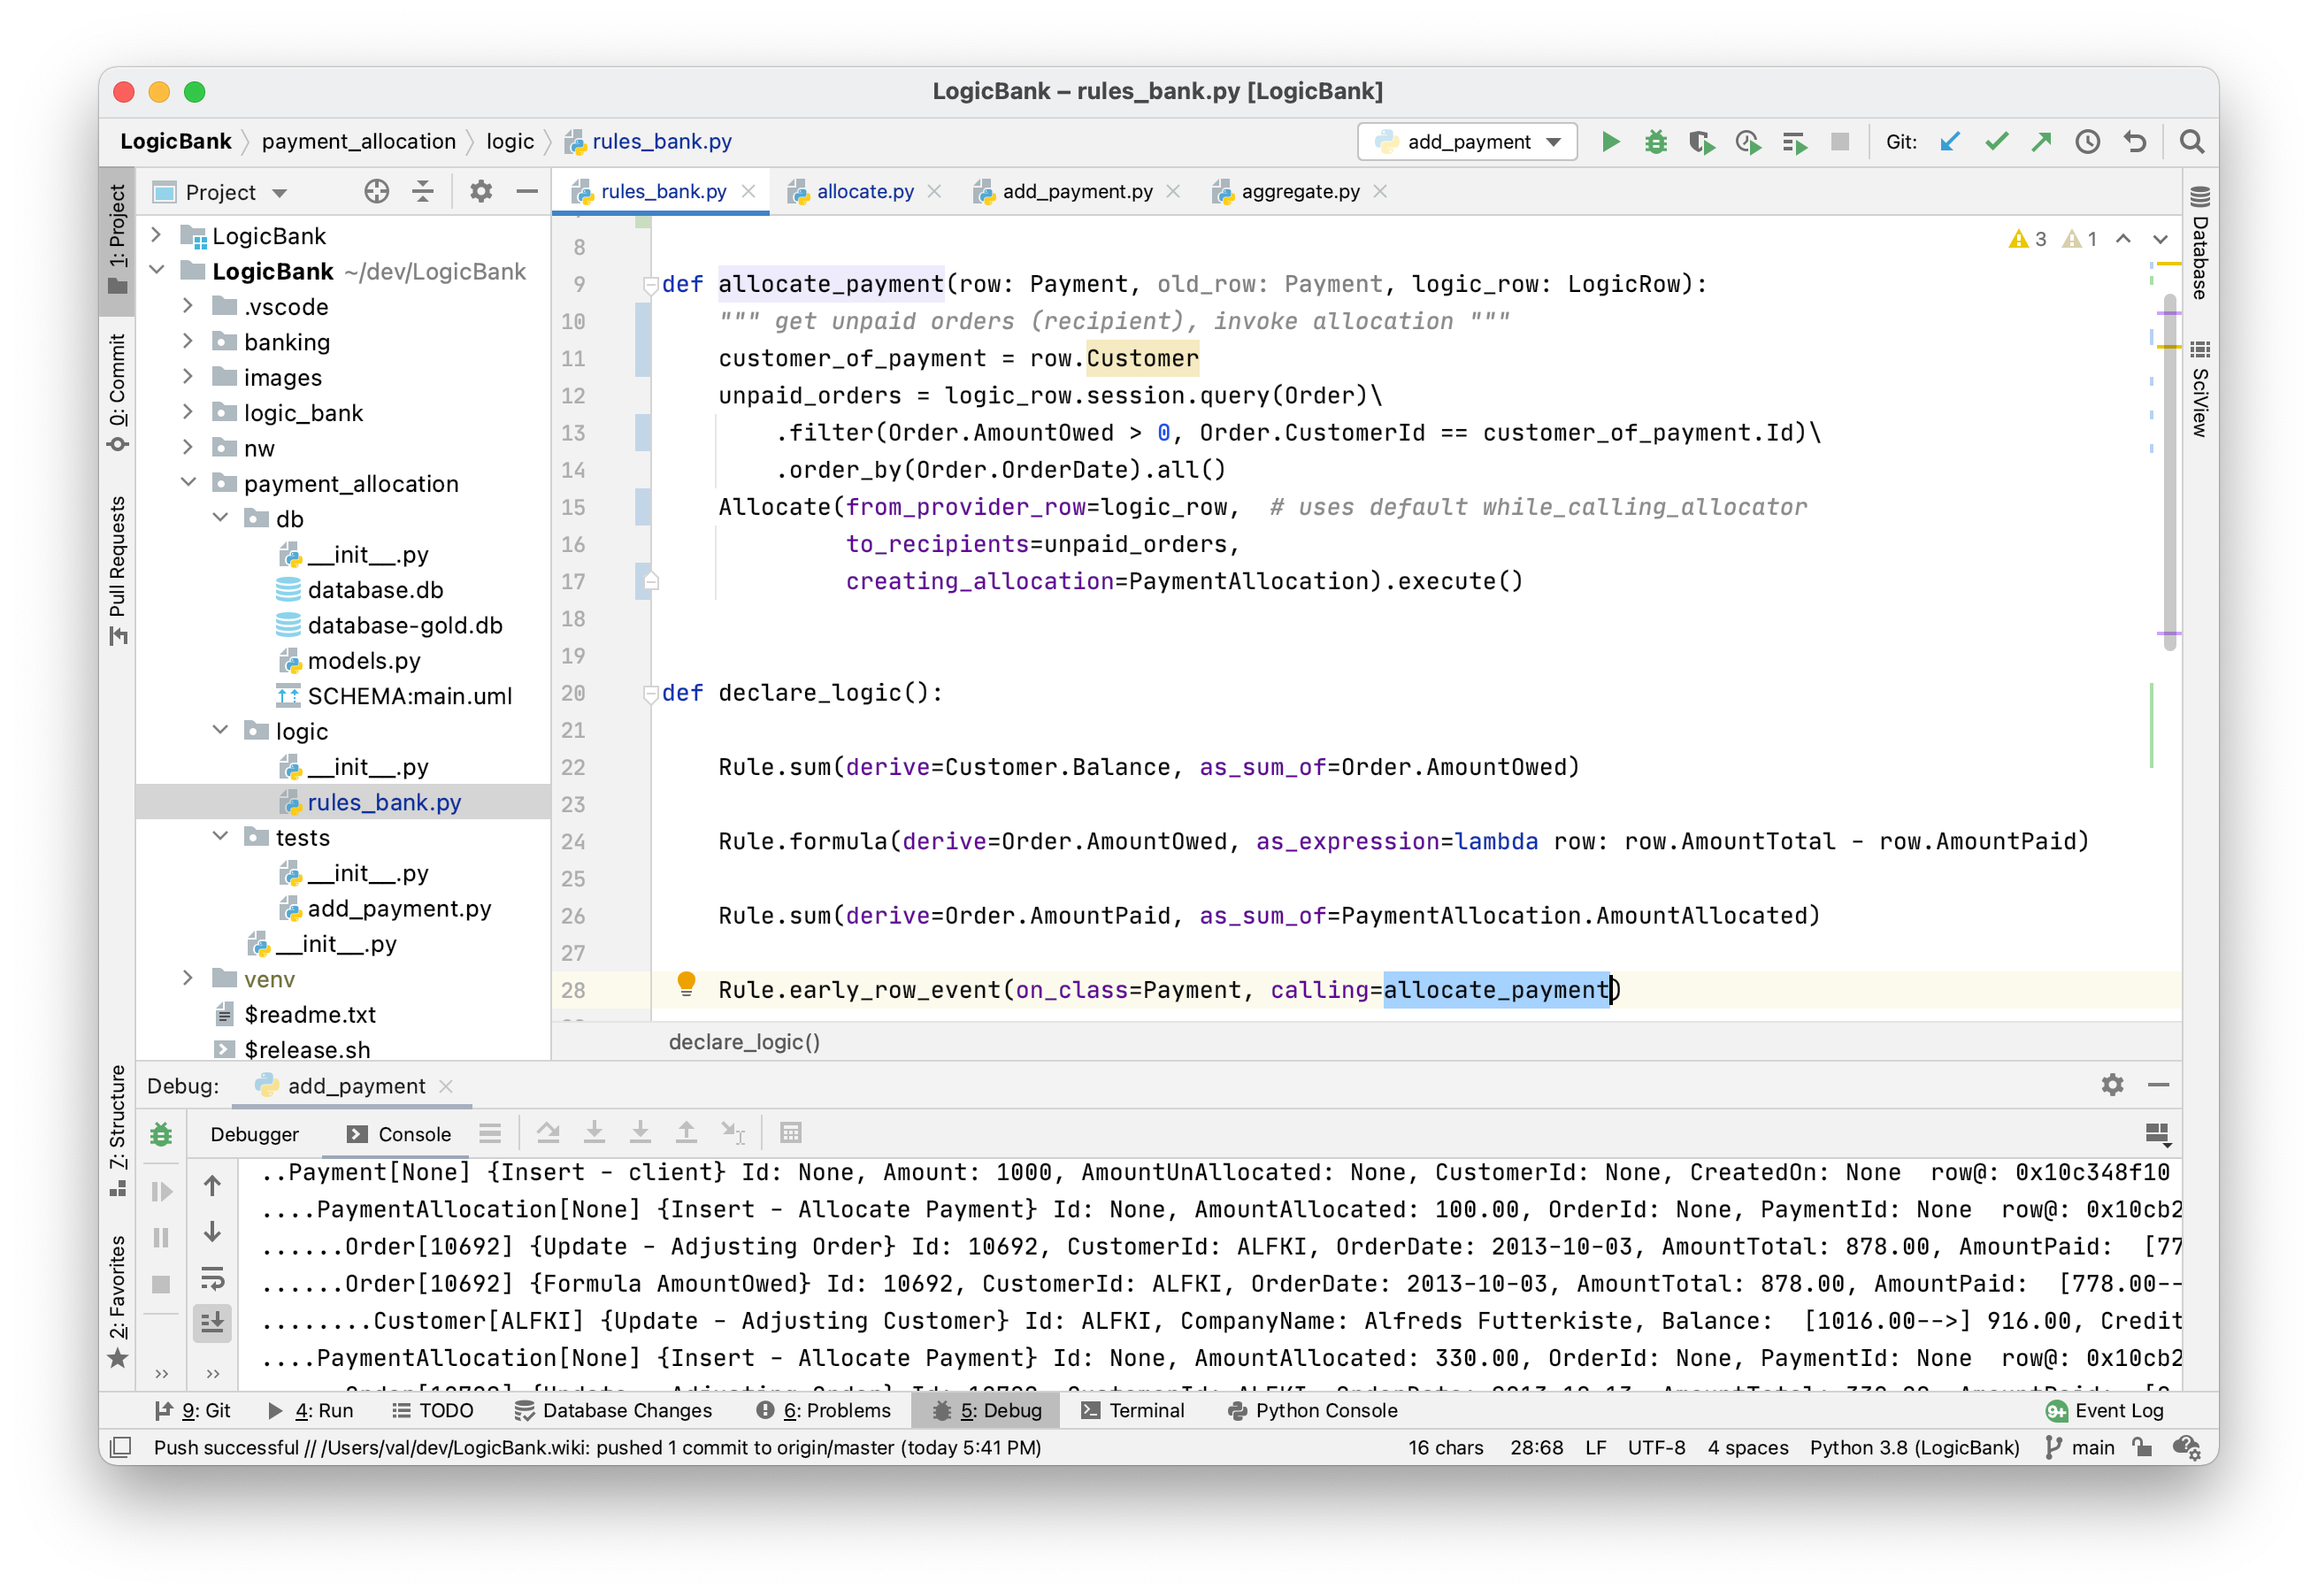 LogicBank – rules_bank.py [LogicBank]
LogicBank payment_allocation logic rules_bank.py
add_payment
Git:
1: Project
0: Commit
Pull Requests
7: Structure
2: Favorites
Project
LogicBank
LogicBank ~/dev/LogicBank
.vscode
banking
images
logic_bank
nw
payment_allocation
db
__init__.py
database.db
database-gold.db
models.py
SCHEMA:main.uml
logic
__init__.py
rules_bank.py
tests
__init__.py
add_payment.py
__init__.py
venv
$readme.txt
$release.sh
rules_bank.py allocate.py add_payment.py aggregate.py
3 1
8
9 def allocate_payment(row: Payment, old_row: Payment, logic_row: LogicRow):
10 """ get unpaid orders (recipient), invoke allocation """
11 customer_of_payment = row.Customer
12 unpaid_orders = logic_row.session.query(Order)\
13 .filter(Order.AmountOwed > 0, Order.CustomerId == customer_of_payment.Id)\
14 .order_by(Order.OrderDate).all()
15 Allocate(from_provider_row=logic_row,  # uses default while_calling_allocator
16 to_recipients=unpaid_orders,
17 creating_allocation=PaymentAllocation).execute()
18
19
20 def declare_logic():
21
22 Rule.sum(derive=Customer.Balance, as_sum_of=Order.AmountOwed)
23
24 Rule.formula(derive=Order.AmountOwed, as_expression=lambda row: row.AmountTotal - row.AmountPaid)
25
26 Rule.sum(derive=Order.AmountPaid, as_sum_of=PaymentAllocation.AmountAllocated)
27
28 Rule.early_row_event(on_class=Payment, calling=allocate_payment)
declare_logic()
Database
SciView
Debug: add_payment
Debugger Console
..Payment[None] {Insert - client} Id: None, Amount: 1000, AmountUnAllocated: None, CustomerId: None, CreatedOn: None  row@: 0x10c348f10
....PaymentAllocation[None] {Insert - Allocate Payment} Id: None, AmountAllocated: 100.00, OrderId: None, PaymentId: None  row@: 0x10cb2
......Order[10692] {Update - Adjusting Order} Id: 10692, CustomerId: ALFKI, OrderDate: 2013-10-03, AmountTotal: 878.00, AmountPaid:  [77
......Order[10692] {Formula AmountOwed} Id: 10692, CustomerId: ALFKI, OrderDate: 2013-10-03, AmountTotal: 878.00, AmountPaid:  [778.00--
........Customer[ALFKI] {Update - Adjusting Customer} Id: ALFKI, CompanyName: Alfreds Futterkiste, Balance:  [1016.00-->] 916.00, Credit
....PaymentAllocation[None] {Insert - Allocate Payment} Id: None, AmountAllocated: 330.00, OrderId: None, PaymentId: None  row@: 0x10cb2
9: Git 4: Run TODO Database Changes 6: Problems 5: Debug Terminal Python Console 9+ Event Log
Push successful // /Users/val/dev/LogicBank.wiki: pushed 1 commit to origin/master (today 5:41 PM) 16 chars 28:68 LF UTF-8 4 spaces Python 3.8 (LogicBank) main